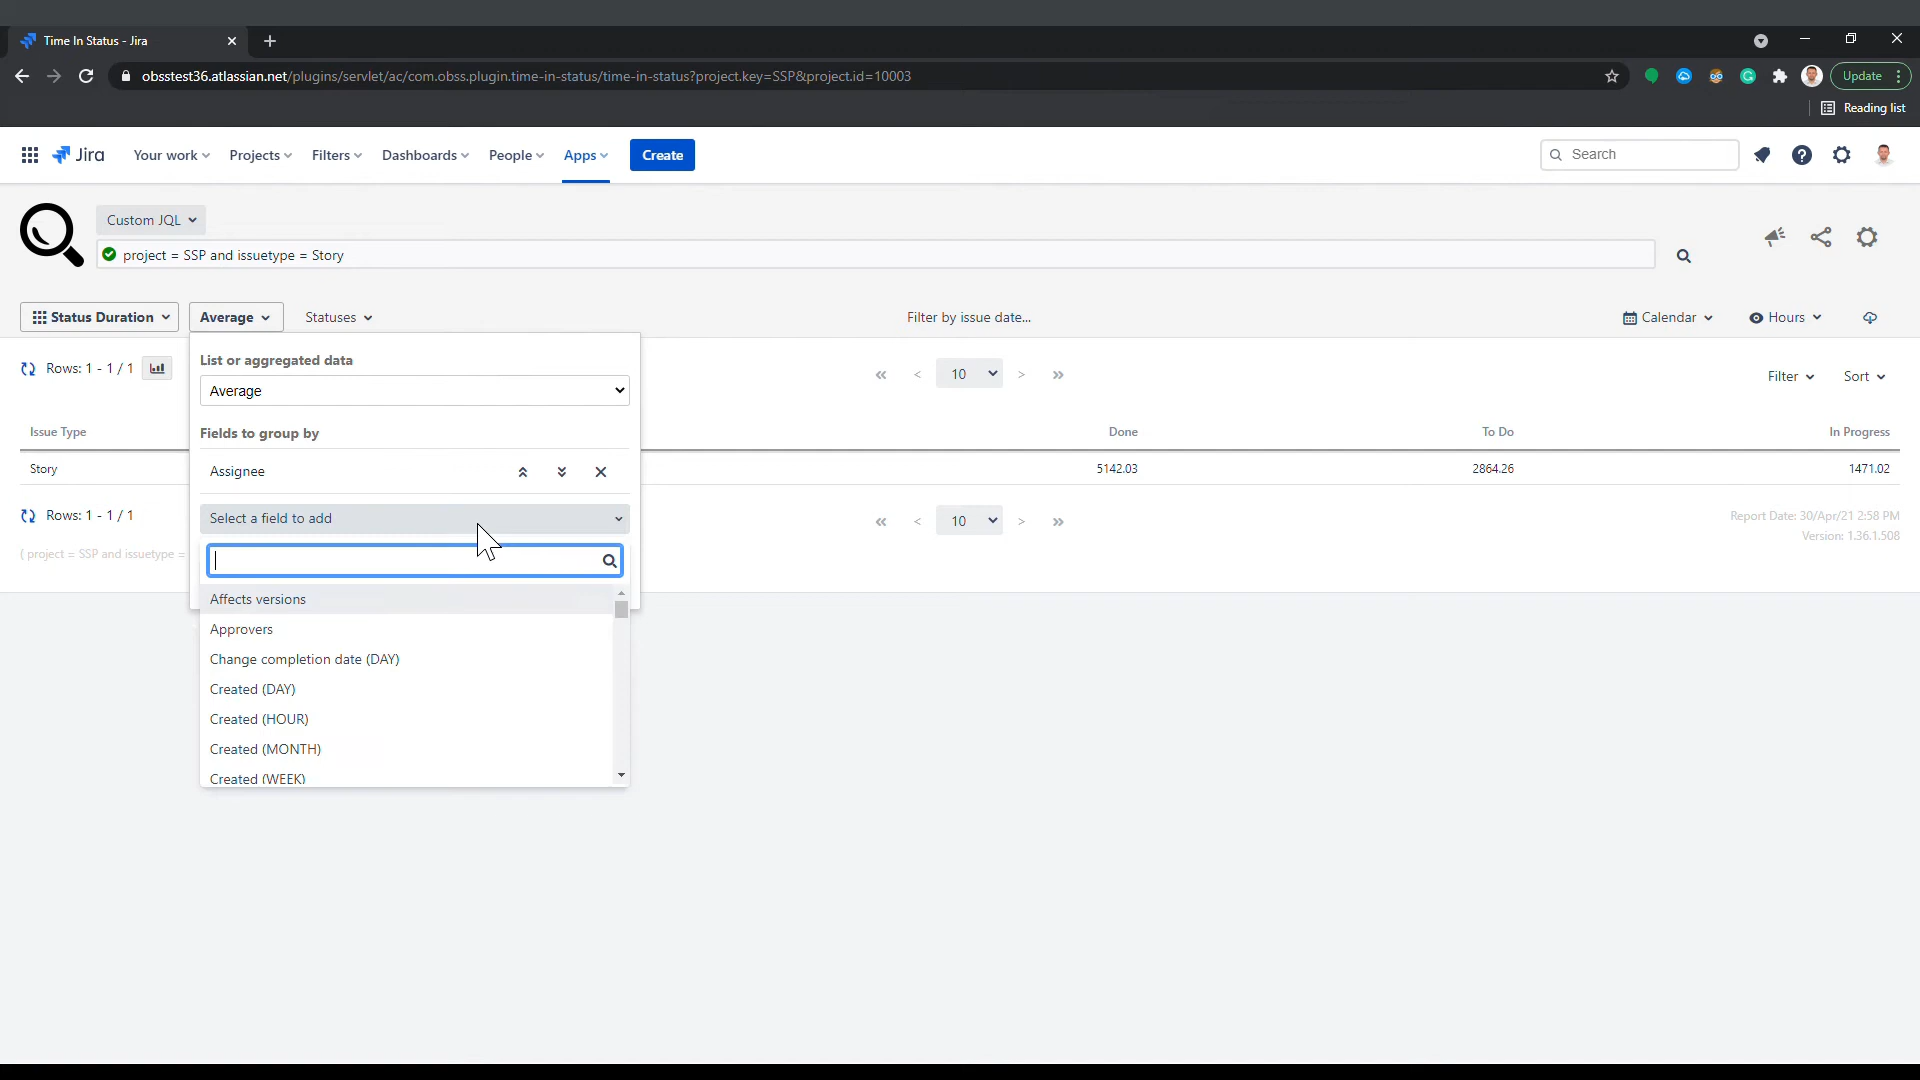 Time In Status - Jira
obsstest36.atlassian.net/plugins/servlet/ac/com.obss.plugin.time-in-status/time-in-status?project.key=SSP&project.id=10003
Update
Reading list
Jira
Your work
Projects
Filters
Dashboards
People
Apps
Create
Search
Custom JQL
project = SSP and issuetype = Story
Status Duration
Average
Statuses
Filter by issue date...
Calendar
Hours
List or aggregated data
Average
Rows: 1 - 1 / 1
10
Filter
Sort
Fields to group by
Issue Type
Done
To Do
In Progress
Story
Assignee
5142.03
2864.26
1471.02
Rows: 1 - 1 / 1
Select a field to add
10
Report Date: 30/Apr/21 2:58 PM
Version: 1.36.1.508
( project = SSP and issuetype =
Affects versions
Approvers
Change completion date (DAY)
Created (DAY)
Created (HOUR)
Created (MONTH)
Created (WEEK)